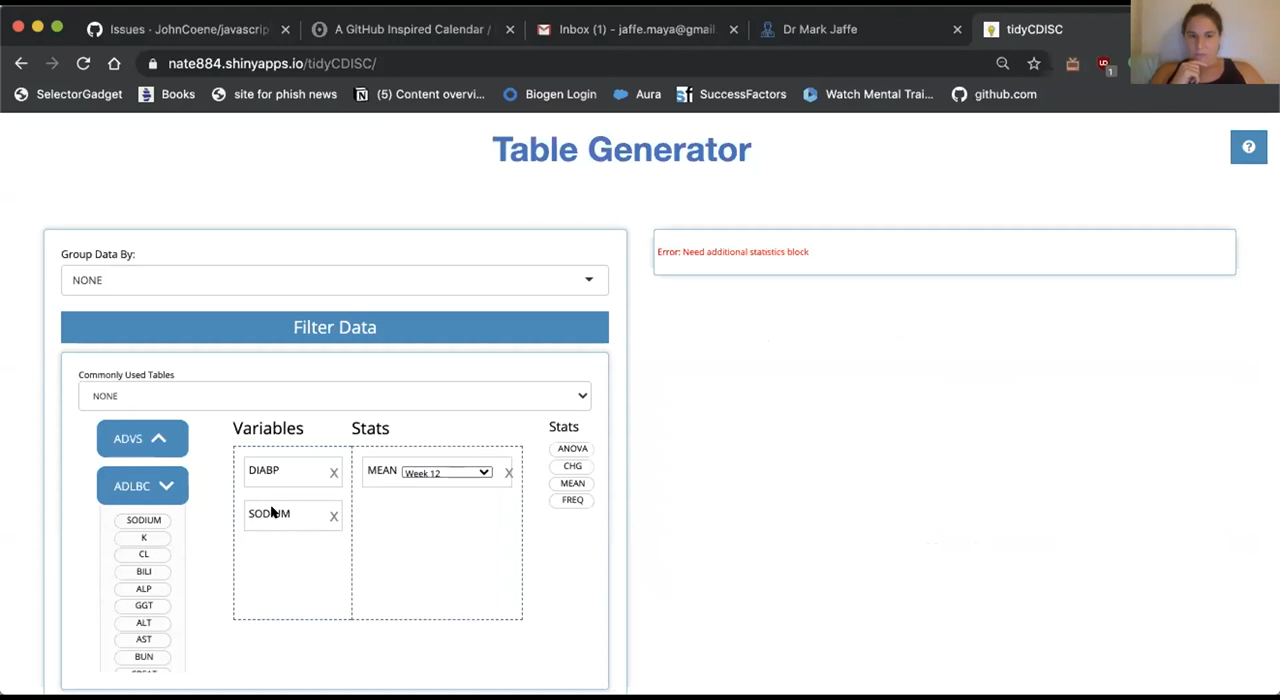 Issues - JohnCoene/javascrip
A GitHub Inspired Calendar /
Inbox (1) - jaffe.maya@gmail
Dr Mark Jaffe
tidyCDISC
nate884.shinyapps.io/tidyCDISC/
1
SelectorGadget
Books
site for phish news
(5) Content overvi...
Biogen Login
Aura
SuccessFactors
Watch Mental Trai...
github.com
Table Generator
Group Data By:
NONE
Error: Need additional statistics block
Filter Data
Commonly Used Tables
NONE
ADVS
Variables
Stats
Stats
DIABP X
MEAN Week 12 X
ANOVA
CHG
MEAN
FREQ
ADLBC
SODIUM X
SODIUM
K
CL
BILI
ALP
GGT
ALT
AST
BUN